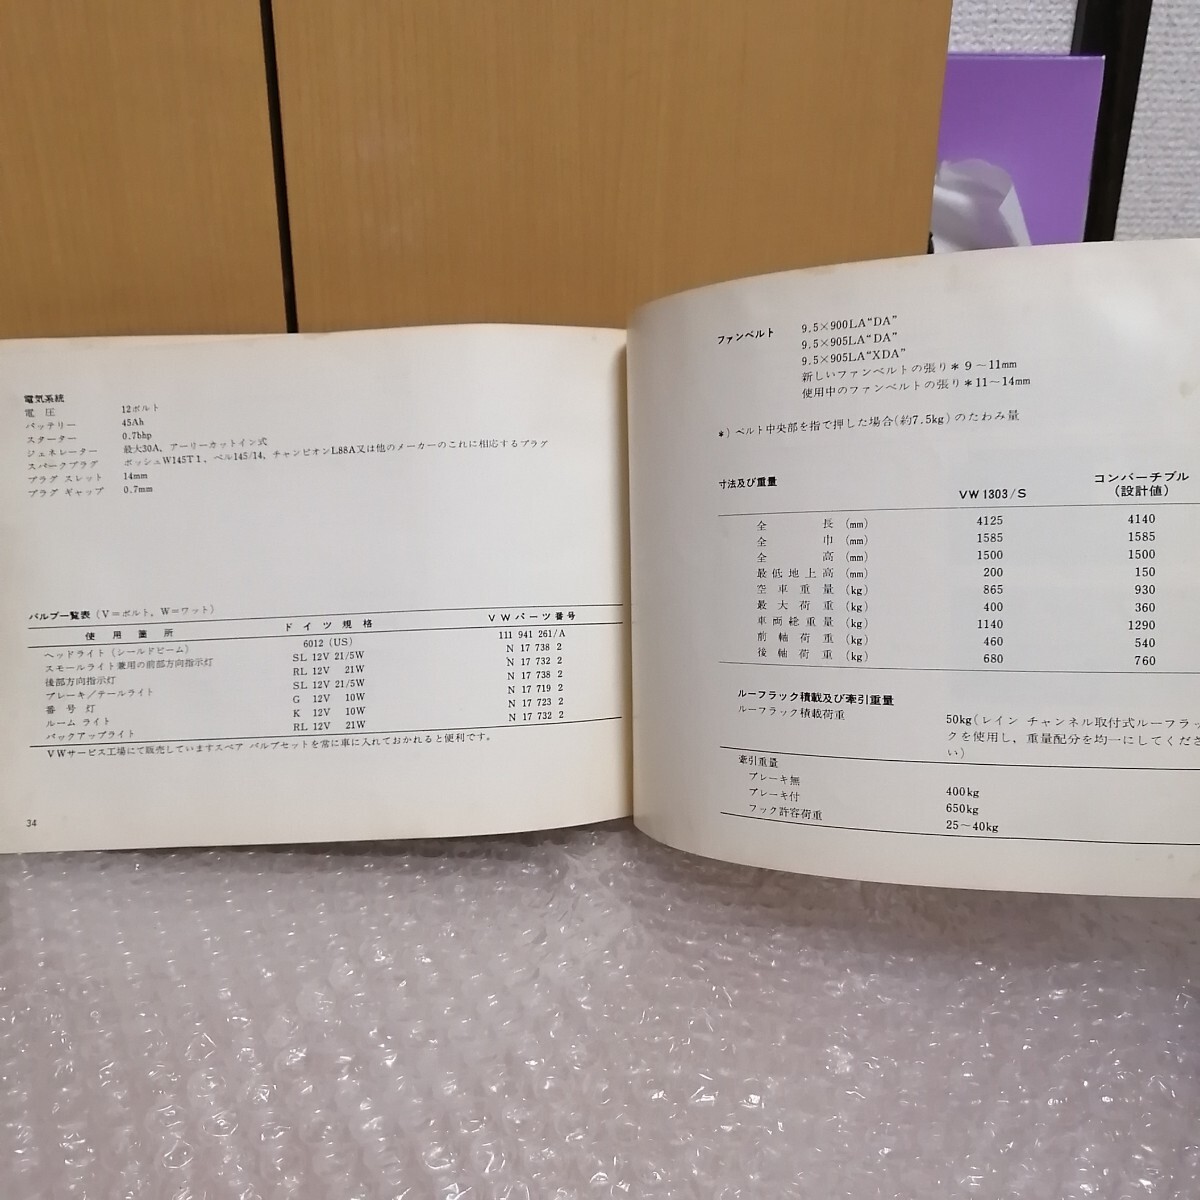 電気系統
電圧 12ボルト
バッテリー 45Ah
スターター 0.7bhp
ジェネレーター 最大30A、アーリーカットイン式
スパークプラグ ボッシュW145T1、ベル145/14、チャンピオンL88A又は他のメーカーのこれに相応するプラグ
プラグ スレット 14mm
プラグ ギャップ 0.7mm
バルブ一覧表(V=ボルト, W=ワット)
使用箇所 ドイツ規格 VWパーツ番号
ヘッドライト(シールドビーム) 6012 (US) 111 941 261/A
スモールライト兼用の前部方向指示灯 SL 12V 21/5W N 17 738 2
後部方向指示灯 RL 12V 21W N 17 732 2
ブレーキ/テールライト SL 12V 21/5W N 17 738 2
番号灯 G 12V 10W N 17 719 2
ルーム ライト K 12V 10W N 17 723 2
バックアップライト RL 12V 21W N 17 732 2
VWサービス工場にて販売していますスペア バルブセットを常に車に入れておかれると便利です。
34
ファンベルト 9.5×900LA“DA”
9.5×905LA“DA”
9.5×905LA“XDA”
新しいファンベルトの張り* 9~11mm
使用中のファンベルトの張り*11~14mm
*) ベルト中央部を指で押した場合(約7.5kg)のたわみ量
寸法及び重量 VW 1303/S コンバーチブル
(設計値)
全長 (mm) 4125 4140
全巾 (mm) 1585 1585
全高 (mm) 1500 1500
最低地上高 (mm) 200 150
空車重量 (kg) 865 930
最大荷重 (kg) 400 360
車両総重量 (kg) 1140 1290
前軸荷重 (kg) 460 540
後軸荷重 (kg) 680 760
ルーフラック積載及び牽引重量
ルーフラック積載荷重 50kg(レイン チャンネル取付式ルーフラッ
クを使用し、重量配分を均一にしてくださ
い)
牽引重量
ブレーキ無 400kg
ブレーキ付 650kg
フック許容荷重 25~40kg